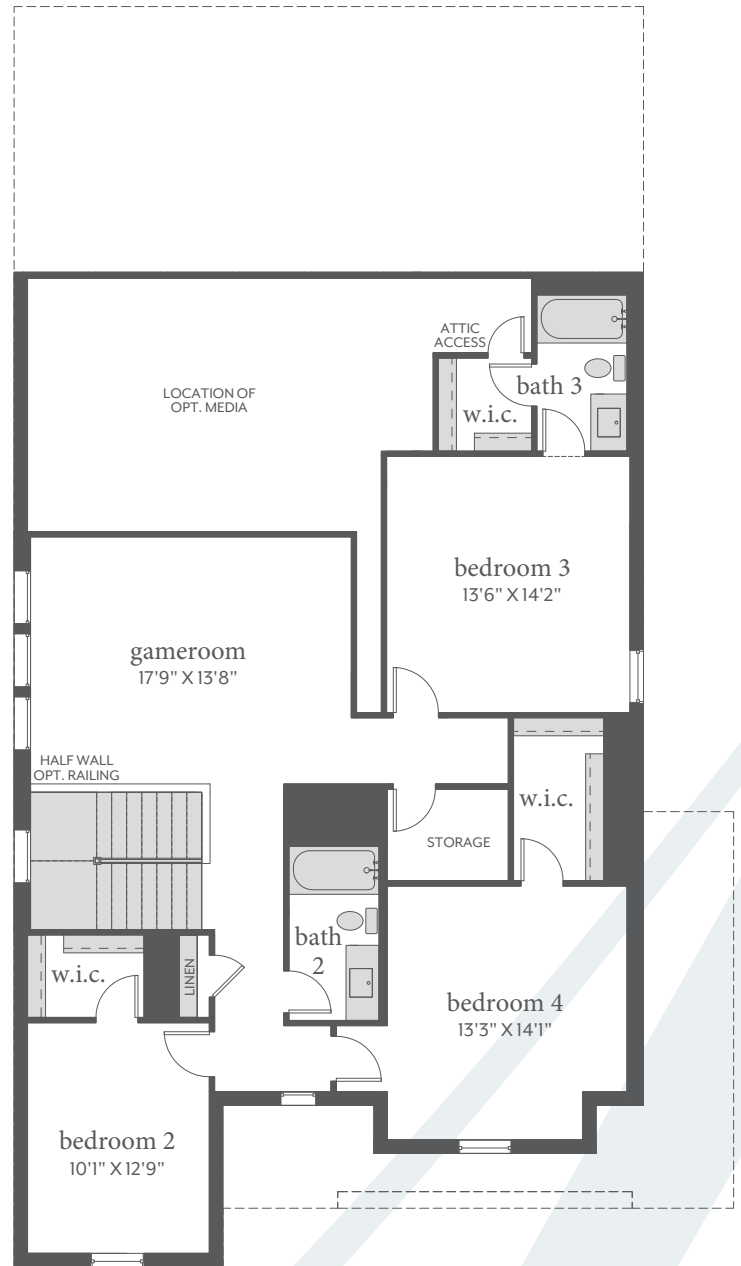 ATTIC
ACCESS
LOCATION OF
OPT. MEDIA
bath 3
w.i.c.
bedroom 3
13'6" X 14'2"
gameroom
17'9" X 13'8"
HALF WALL
OPT. RAILING
w.i.c.
STORAGE
bath
2
LINEN
w.i.c.
bedroom 4
13'3" X 14'1"
bedroom 2
10'1" X 12'9"